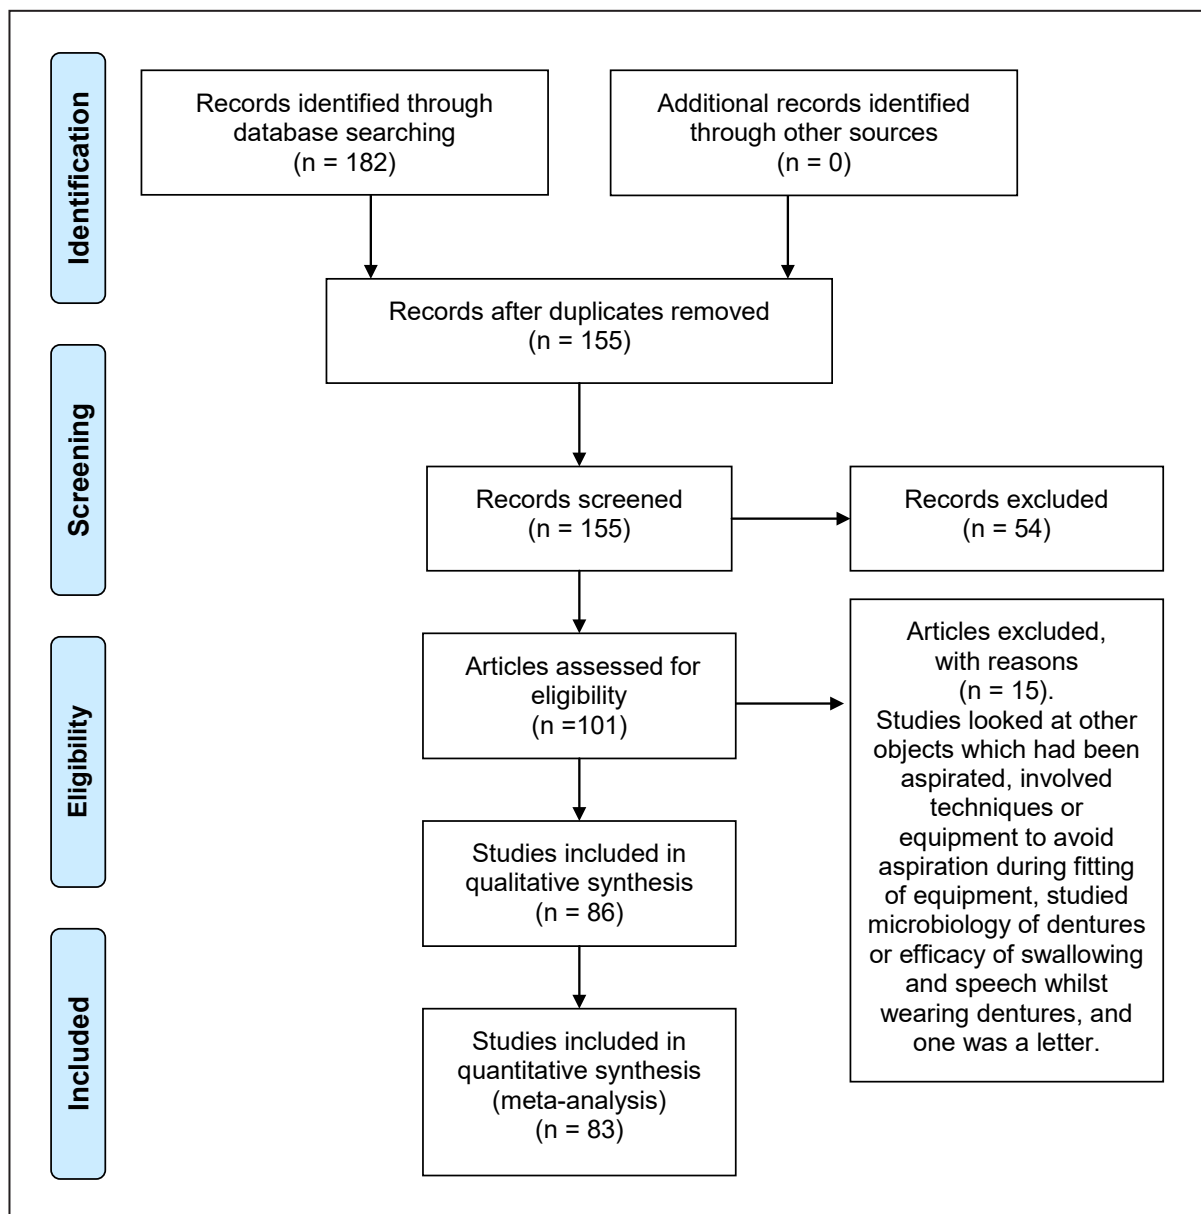 Identification
Records identified through
database searching
(n = 182)
Additional records identified
through other sources
(n = 0)
Records after duplicates removed
(n = 155)
Screening
Records screened
(n = 155)
Records excluded
(n = 54)
Eligibility
Articles assessed for
eligibility
(n =101)
Articles excluded,
with reasons
(n = 15).
Studies looked at other
objects which had been
aspirated, involved
techniques or
equipment to avoid
aspiration during fitting
of equipment, studied
microbiology of dentures
or efficacy of swallowing
and speech whilst
wearing dentures, and
one was a letter.
Studies included in
qualitative synthesis
(n = 86)
Included
Studies included in
quantitative synthesis
(meta-analysis)
(n = 83)